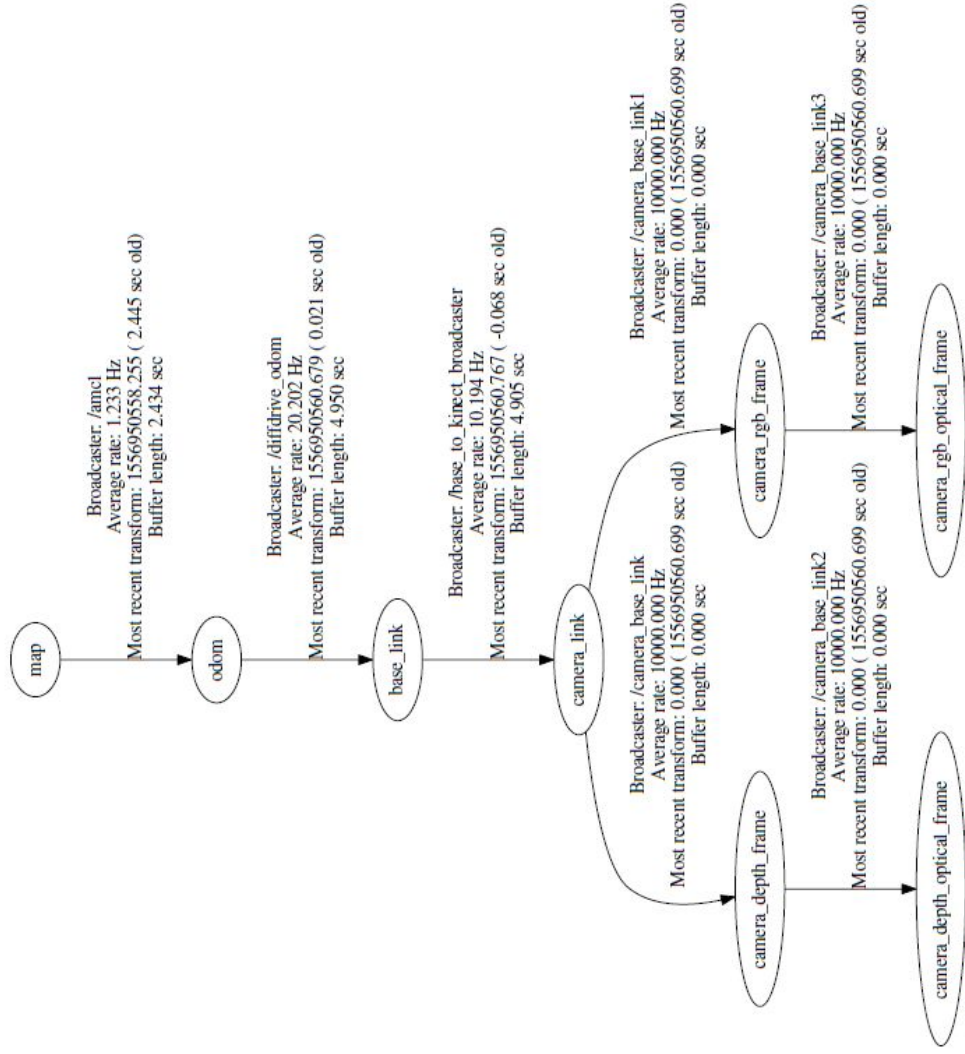 map
Broadcaster: /amcl
Average rate: 1.233 Hz
Most recent transform: 1556950558.255 ( 2.445 sec old)
Buffer length: 2.434 sec
odom
Broadcaster: /diffdrive_odom
Average rate: 20.202 Hz
Most recent transform: 1556950560.679 ( 0.021 sec old)
Buffer length: 4.950 sec
base_link
Broadcaster: /base_to_kinect_broadcaster
Average rate: 10.194 Hz
Most recent transform: 1556950560.767 ( -0.068 sec old)
Buffer length: 4.905 sec
camera_link
Broadcaster: /camera_base_link
Average rate: 10000.000 Hz
Most recent transform: 0.000 ( 1556950560.699 sec old)
Buffer length: 0.000 sec
Broadcaster: /camera_base_link1
Average rate: 10000.000 Hz
Most recent transform: 0.000 ( 1556950560.699 sec old)
Buffer length: 0.000 sec
camera_depth_frame
camera_rgb_frame
Broadcaster: /camera_base_link2
Average rate: 10000.000 Hz
Most recent transform: 0.000 ( 1556950560.699 sec old)
Buffer length: 0.000 sec
Broadcaster: /camera_base_link3
Average rate: 10000.000 Hz
Most recent transform: 0.000 ( 1556950560.699 sec old)
Buffer length: 0.000 sec
camera_depth_optical_frame
camera_rgb_optical_frame